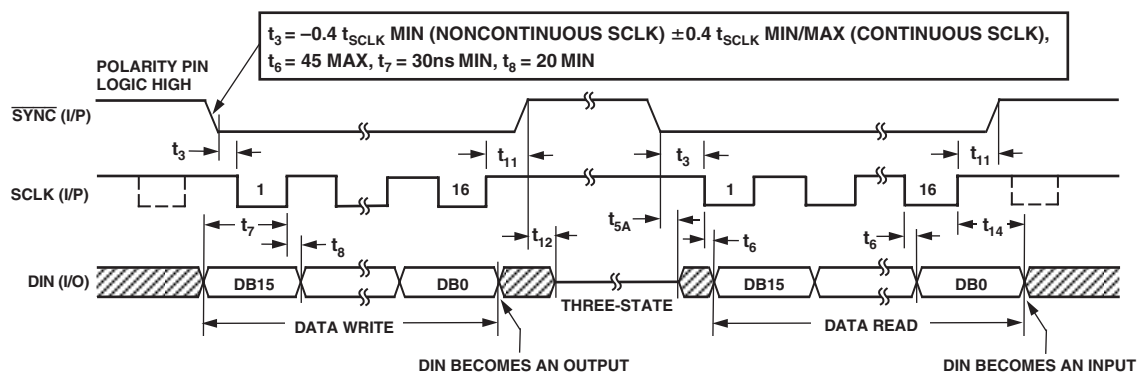 t3 = –0.4 tSCLK MIN (NONCONTINUOUS SCLK) ±0.4 tSCLK MIN/MAX (CONTINUOUS SCLK),
t6 = 45 MAX, t7 = 30ns MIN, t8 = 20 MIN
POLARITY PIN
LOGIC HIGH
SYNC (I/P)
t3
t11
t3
t11
SCLK (I/P)
1
16
1
16
t7
t8
t12
t5A
t6
t6
t14
DIN (I/O)
DB15
DB0
THREE-STATE
DB15
DB0
DATA WRITE
DATA READ
DIN BECOMES AN OUTPUT
DIN BECOMES AN INPUT